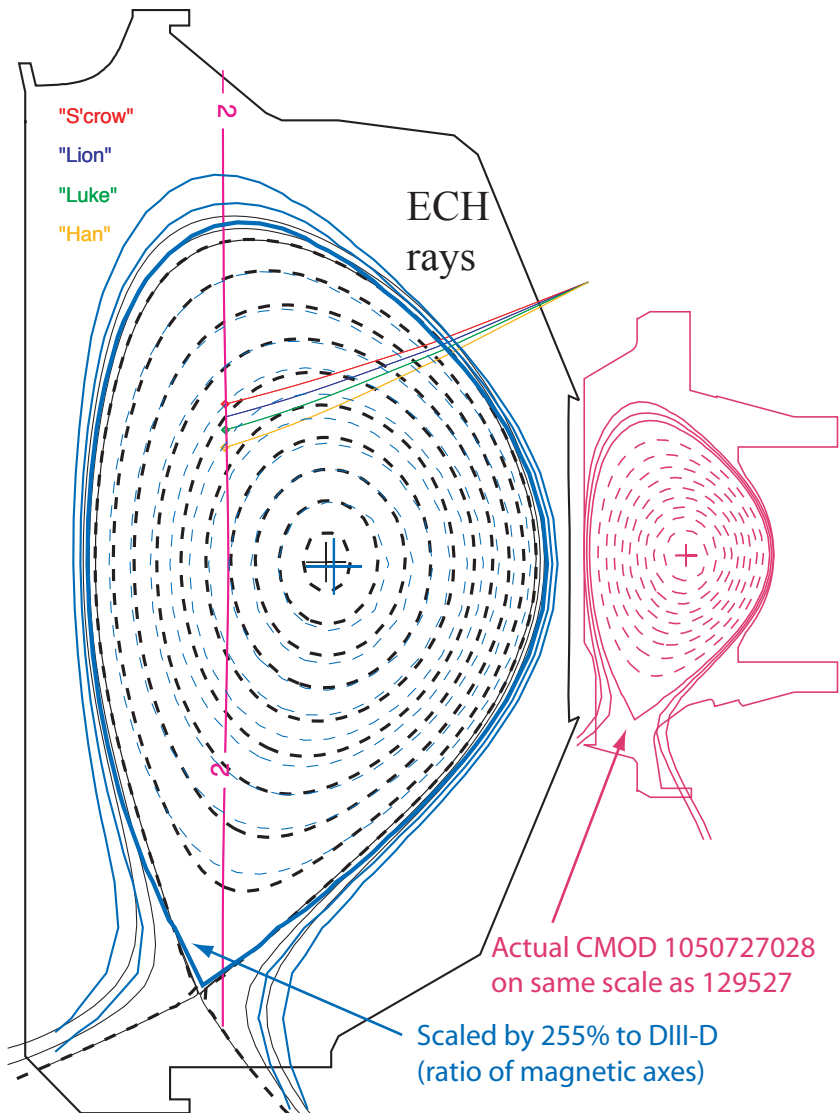 2
"S'crow"
"Lion"
"Luke"
"Han"
ECH
rays
2
Actual CMOD 1050727028
on same scale as 129527
Scaled by 255% to DIII-D
(ratio of magnetic axes)